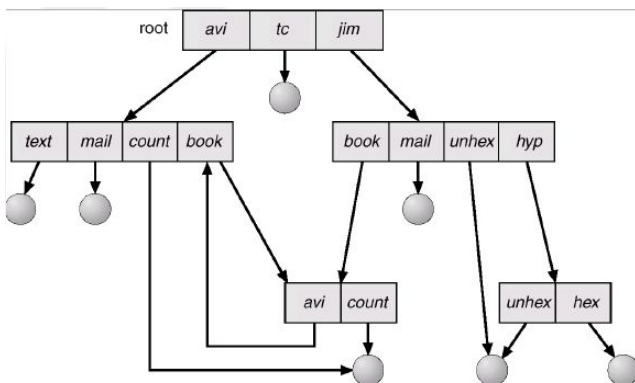 root avi tc jim
text mail count book
book mail unhex hyp
avi count
unhex hex